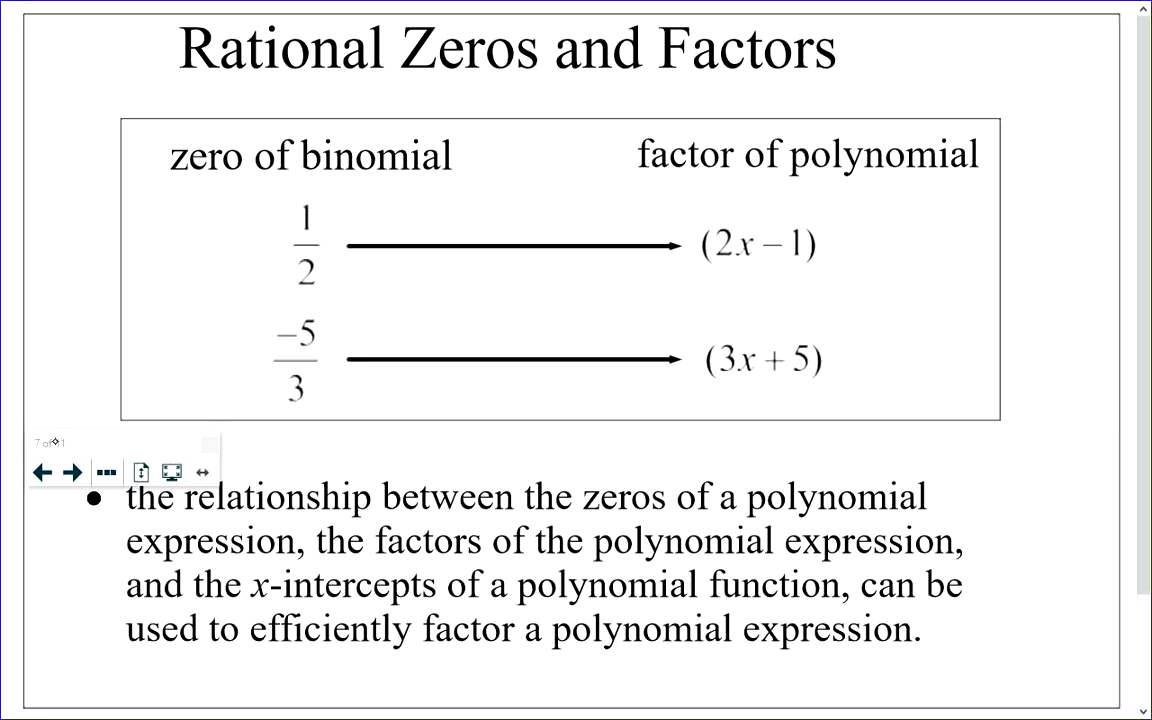 Rational Zeros and Factors
zero of binomial factor of polynomial
1/2 (2x – 1)
–5/3 (3x + 5)
• the relationship between the zeros of a polynomial
expression, the factors of the polynomial expression,
and the x-intercepts of a polynomial function, can be
used to efficiently factor a polynomial expression.